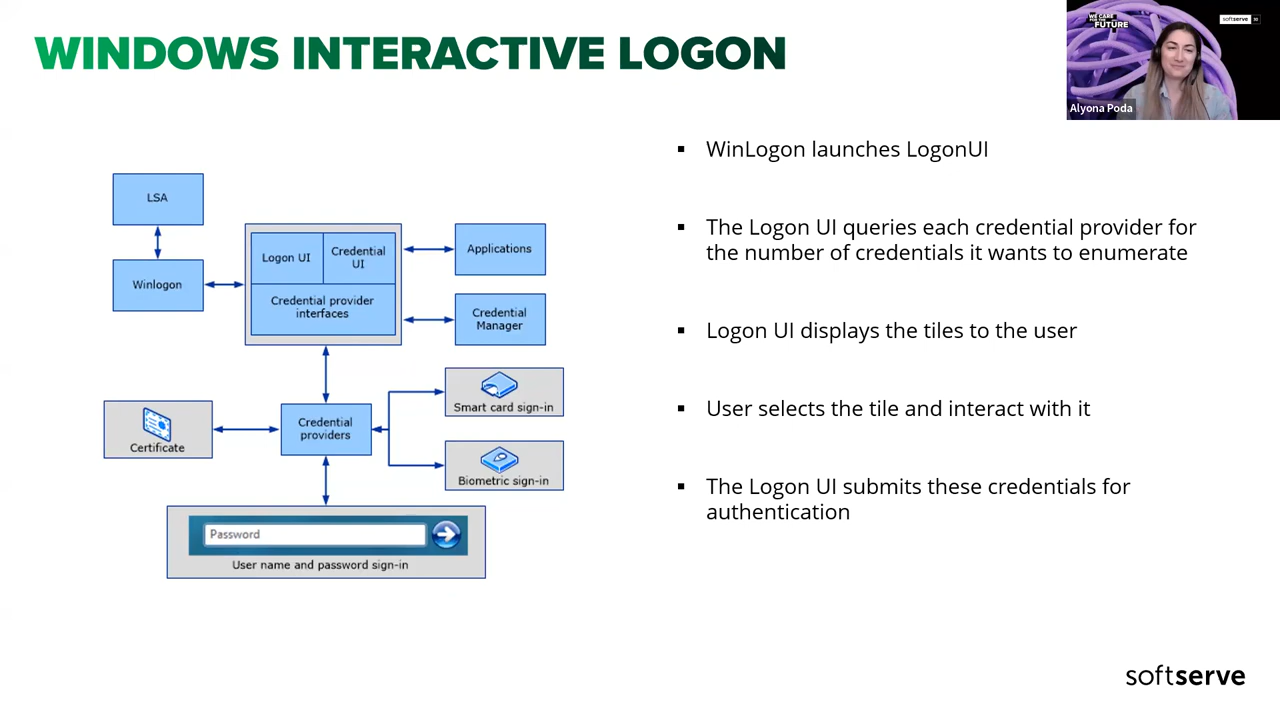 WINDOWS INTERACTIVE LOGON
WE CARE
FOR THE
FUTURE
softserve
Alyona Poda
LSA
Winlogon
Logon UI
Credential
UI
Credential provider
interfaces
Applications
Credential
Manager
Smart card sign-in
Certificate
Credential
providers
Biometric sign-in
Password
User name and password sign-in
▪ WinLogon launches LogonUI
▪ The Logon UI queries each credential provider for
the number of credentials it wants to enumerate
▪ Logon UI displays the tiles to the user
▪ User selects the tile and interact with it
▪ The Logon UI submits these credentials for
authentication
softserve